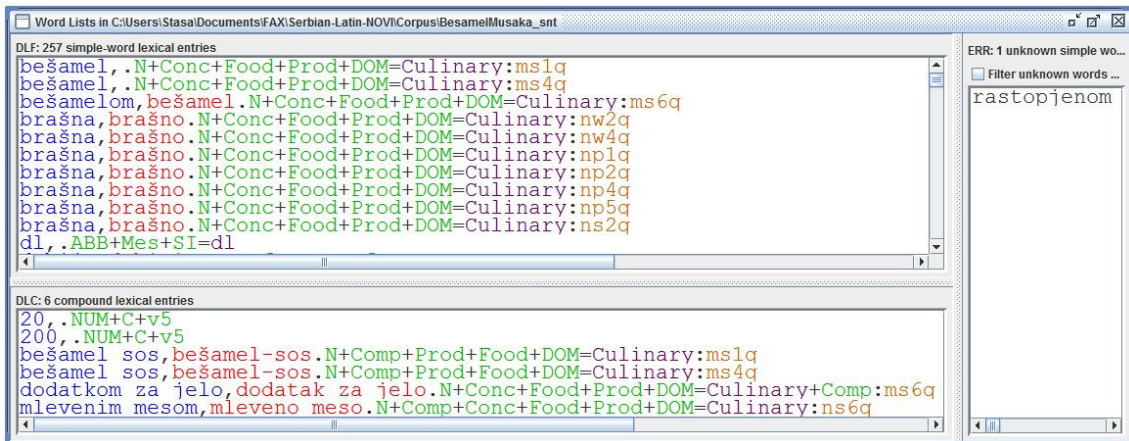 Word Lists in C:\Users\Stasa\Documents\FAX\Serbian-Latin-NOVI\Corpus\BesamelMusaka_snt
DLF: 257 simple-word lexical entries
bešamel,.N+Conc+Food+Prod+DOM=Culinary:ms1q
bešamel,.N+Conc+Food+Prod+DOM=Culinary:ms4q
bešamelom,bešamel.N+Conc+Food+Prod+DOM=Culinary:ms6q
brašna,brašno.N+Conc+Food+Prod+DOM=Culinary:nw2q
brašna,brašno.N+Conc+Food+Prod+DOM=Culinary:nw4q
brašna,brašno.N+Conc+Food+Prod+DOM=Culinary:np1q
brašna,brašno.N+Conc+Food+Prod+DOM=Culinary:np2q
brašna,brašno.N+Conc+Food+Prod+DOM=Culinary:np4q
brašna,brašno.N+Conc+Food+Prod+DOM=Culinary:np5q
brašna,brašno.N+Conc+Food+Prod+DOM=Culinary:ns2q
dl,.ABB+Mes+SI=dl
DLC: 6 compound lexical entries
20,.NUM+C+v5
200,.NUM+C+v5
bešamel sos,bešamel-sos.N+Comp+Prod+Food+DOM=Culinary:ms1q
bešamel sos,bešamel-sos.N+Comp+Prod+Food+DOM=Culinary:ms4q
dodatkom za jelo,dodatak za jelo.N+Conc+Food+Prod+DOM=Culinary+Comp:ms6q
mlevenim mesom,mleveno meso.N+Comp+Conc+Food+Prod+DOM=Culinary:ns6q
ERR: 1 unknown simple wo...
Filter unknown words ...
rastopjenom